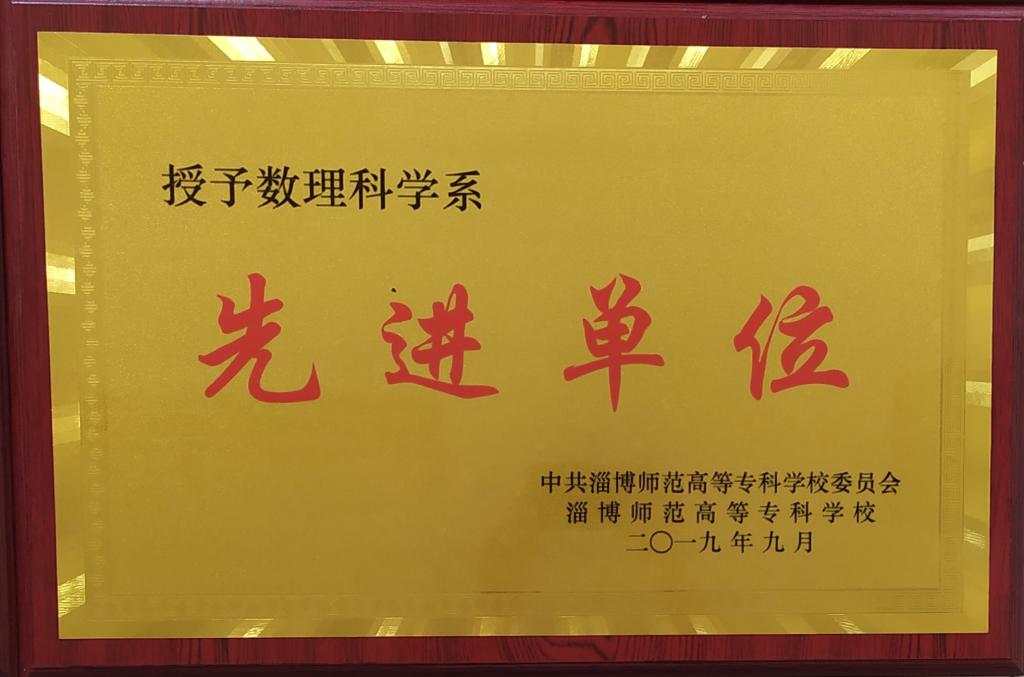 授予数理科学系
先进单位
中共淄博师范高等专科学校委员会
淄博师范高等专科学校
二〇一九年九月